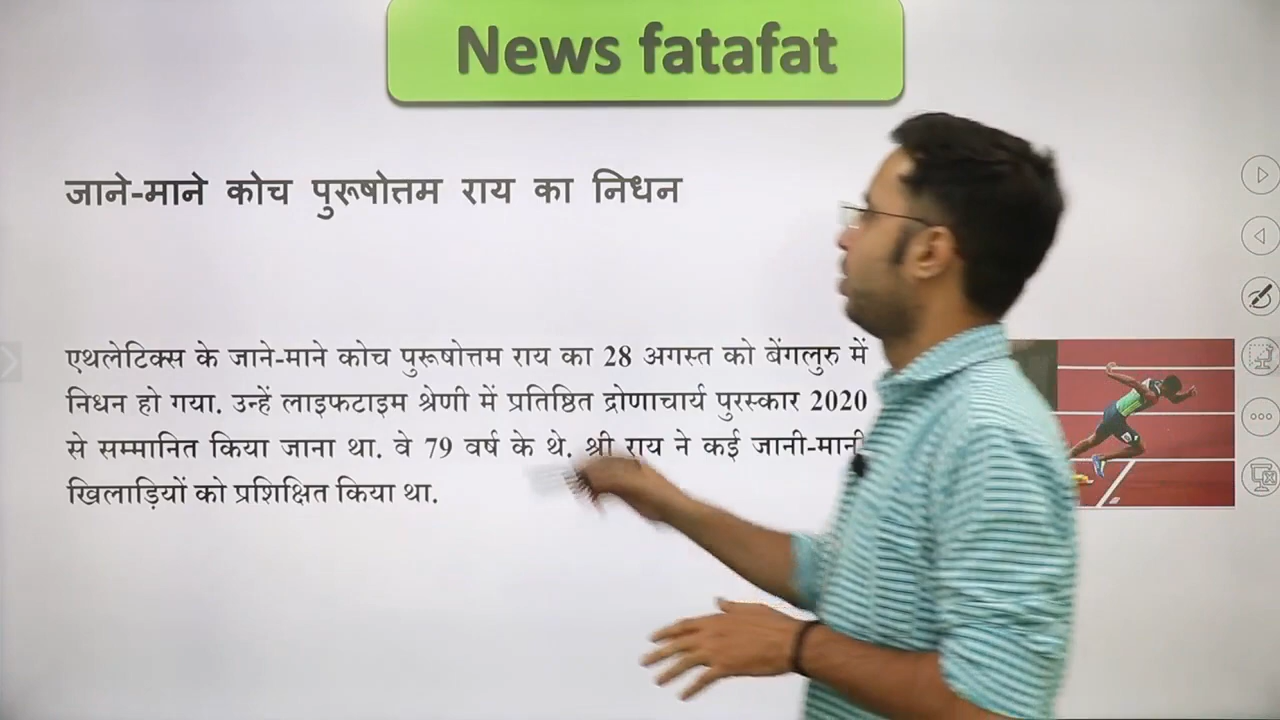 News fatafat
जाने-माने कोच पुरूषोत्तम राय का निधन
एथलेटिक्स के जाने-माने कोच पुरूषोत्तम राय का 28 अगस्त को बेंगलुरु में
निधन हो गया. उन्हें लाइफटाइम श्रेणी में प्रतिष्ठित द्रोणाचार्य पुरस्कार 2020
से सम्मानित किया जाना था. वे 79 वर्ष के थे. श्री राय ने कई जानी-मानी
खिलाड़ियों को प्रशिक्षित किया था.